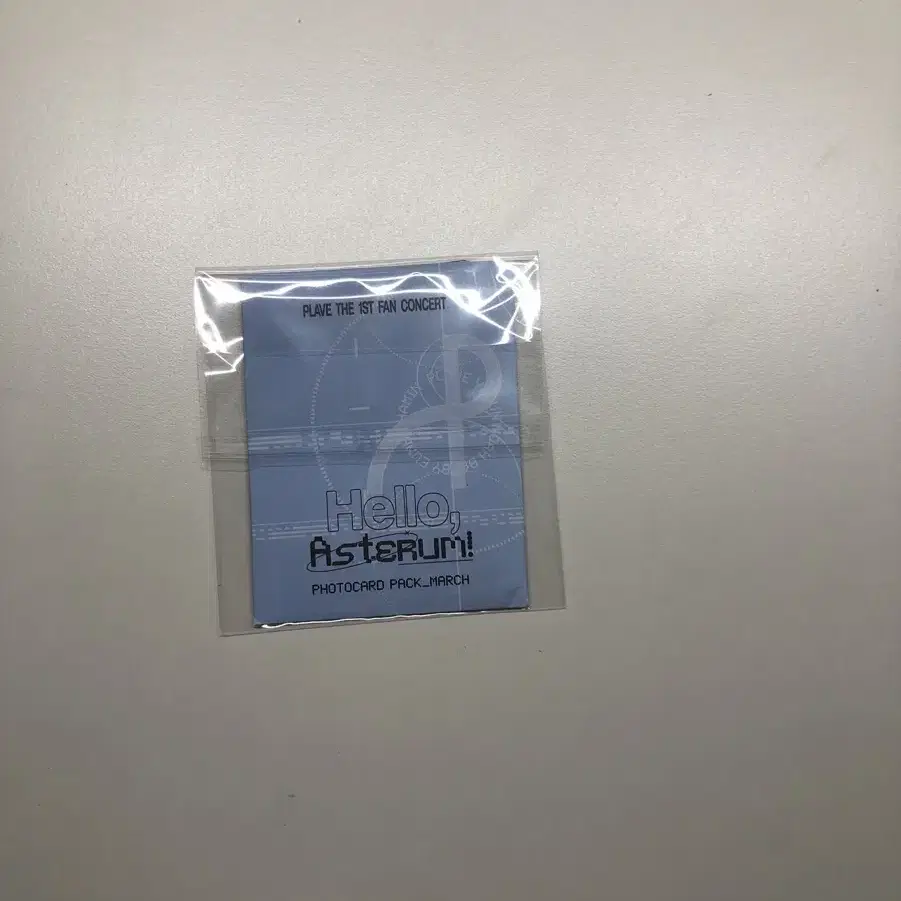 PLAVE THE 1ST FAN CONCERT
Hello,
Asterum!
PHOTOCARD PACK_MARCH